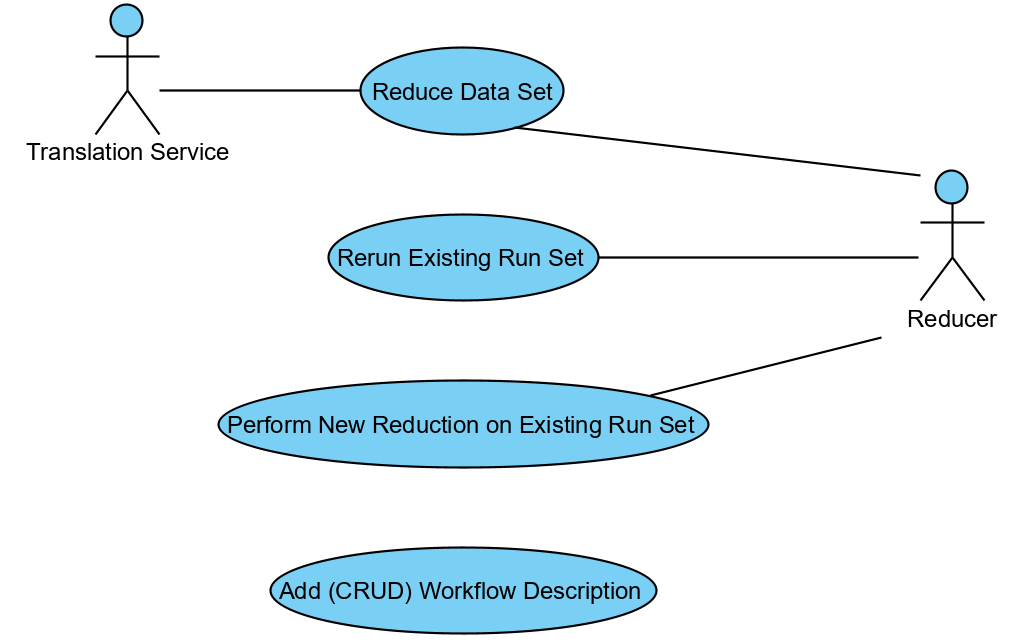 Reduce Data Set
Translation Service
Rerun Existing Run Set
Reducer
Perform New Reduction on Existing Run Set
Add (CRUD) Workflow Description